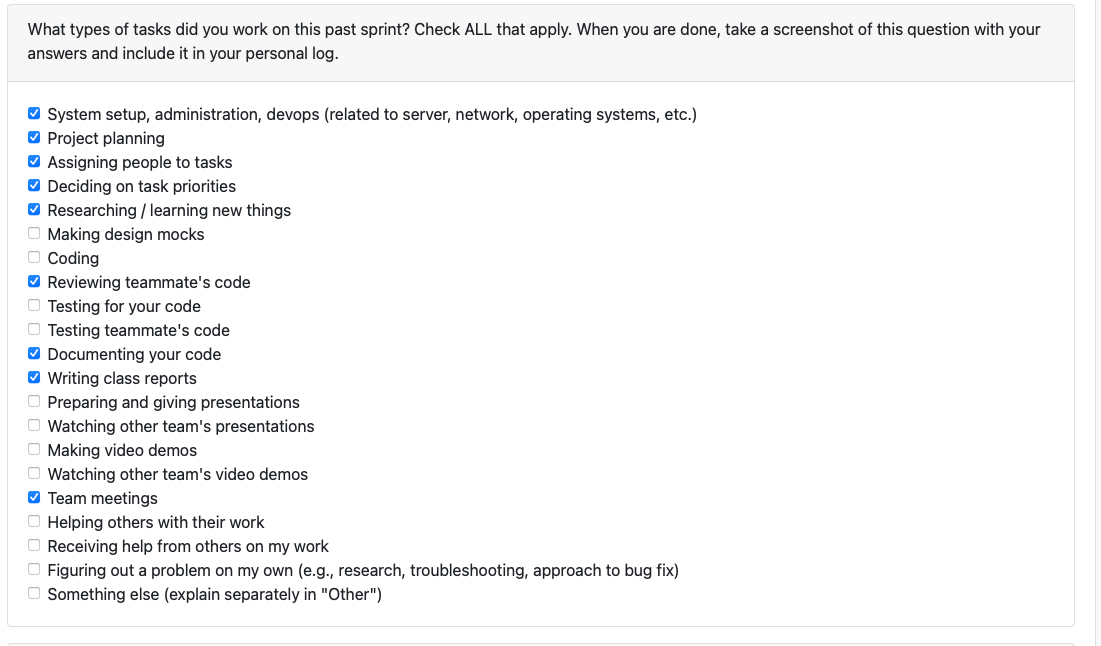 What types of tasks did you work on this past sprint? Check ALL that apply. When you are done, take a screenshot of this question with your
answers and include it in your personal log.
System setup, administration, devops (related to server, network, operating systems, etc.)
Project planning
Assigning people to tasks
Deciding on task priorities
Researching / learning new things
Making design mocks
Coding
Reviewing teammate's code
Testing for your code
Testing teammate's code
Documenting your code
Writing class reports
Preparing and giving presentations
Watching other team's presentations
Making video demos
Watching other team's video demos
Team meetings
Helping others with their work
Receiving help from others on my work
Figuring out a problem on my own (e.g., research, troubleshooting, approach to bug fix)
Something else (explain separately in "Other")